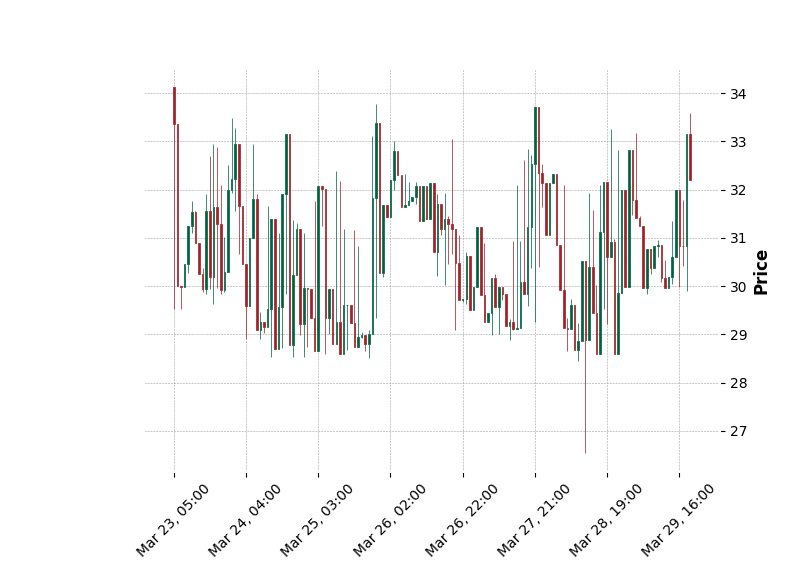 34
33
32
31
30
29
28
27
Price
Mar 23, 05:00
Mar 24, 04:00
Mar 25, 03:00
Mar 26, 02:00
Mar 26, 22:00
Mar 27, 21:00
Mar 28, 19:00
Mar 29, 16:00